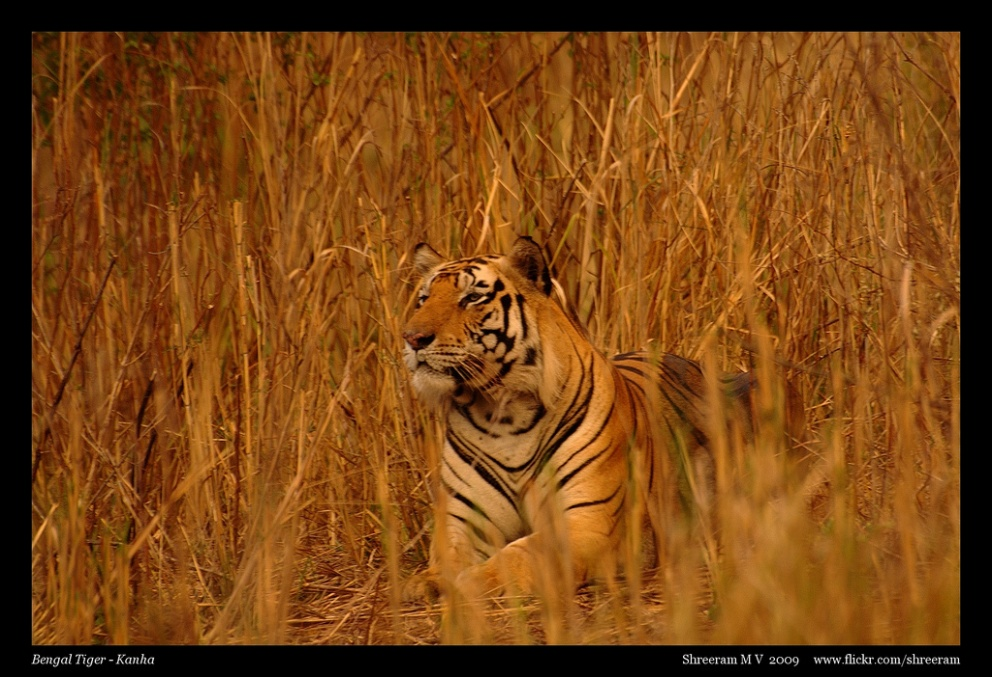 Bengal Tiger - Kanha
Shreeram M V 2009 www.flickr.com/shreeram